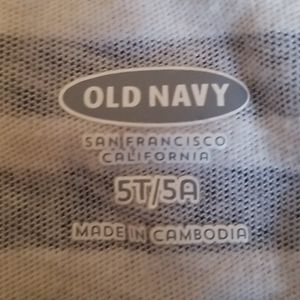 OLD NAVY
SAN FRANCISCO
CALIFORNIA
5T/5A
MADE IN CAMBODIA